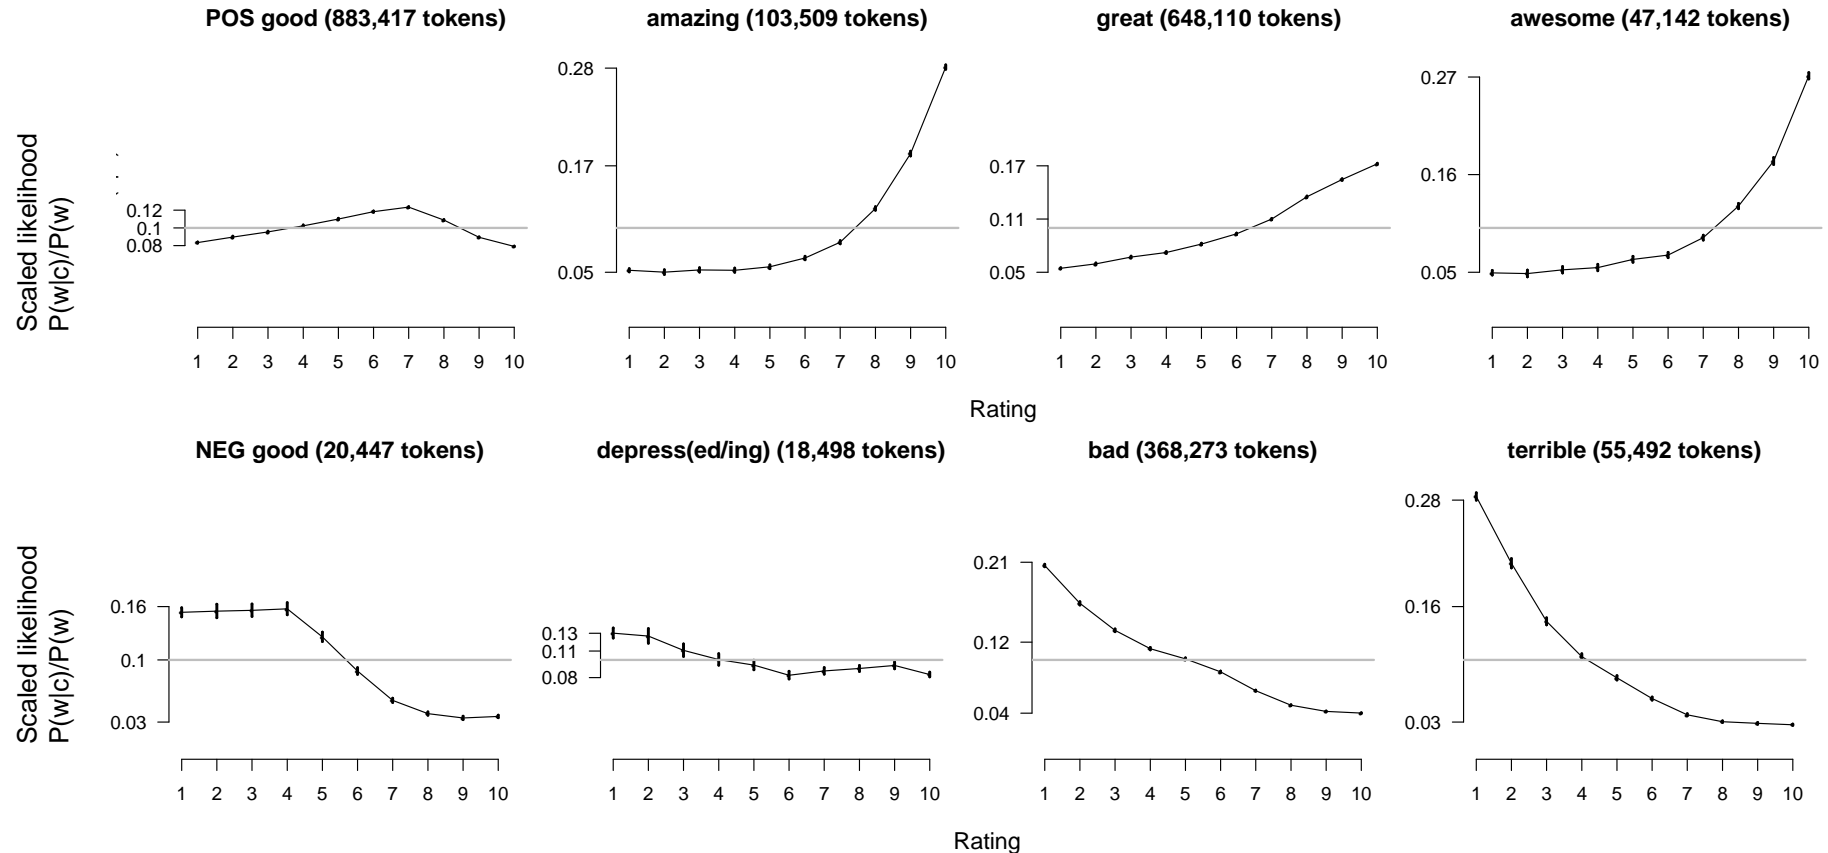 POS good (883,417 tokens)
amazing (103,509 tokens)
great (648,110 tokens)
awesome (47,142 tokens)
Scaled likelihood
P(w|c)/P(w)
0.12
0.1
0.08
1 2 3 4 5 6 7 8 9 10
0.28
0.17
0.05
1 2 3 4 5 6 7 8 9 10
0.17
0.11
0.05
1 2 3 4 5 6 7 8 9 10
0.27
0.16
0.05
1 2 3 4 5 6 7 8 9 10
Rating
NEG good (20,447 tokens)
depress(ed/ing) (18,498 tokens)
bad (368,273 tokens)
terrible (55,492 tokens)
Scaled likelihood
P(w|c)/P(w)
0.16
0.1
0.03
1 2 3 4 5 6 7 8 9 10
0.13
0.11
0.08
1 2 3 4 5 6 7 8 9 10
0.21
0.12
0.04
1 2 3 4 5 6 7 8 9 10
0.28
0.16
0.03
1 2 3 4 5 6 7 8 9 10
Rating